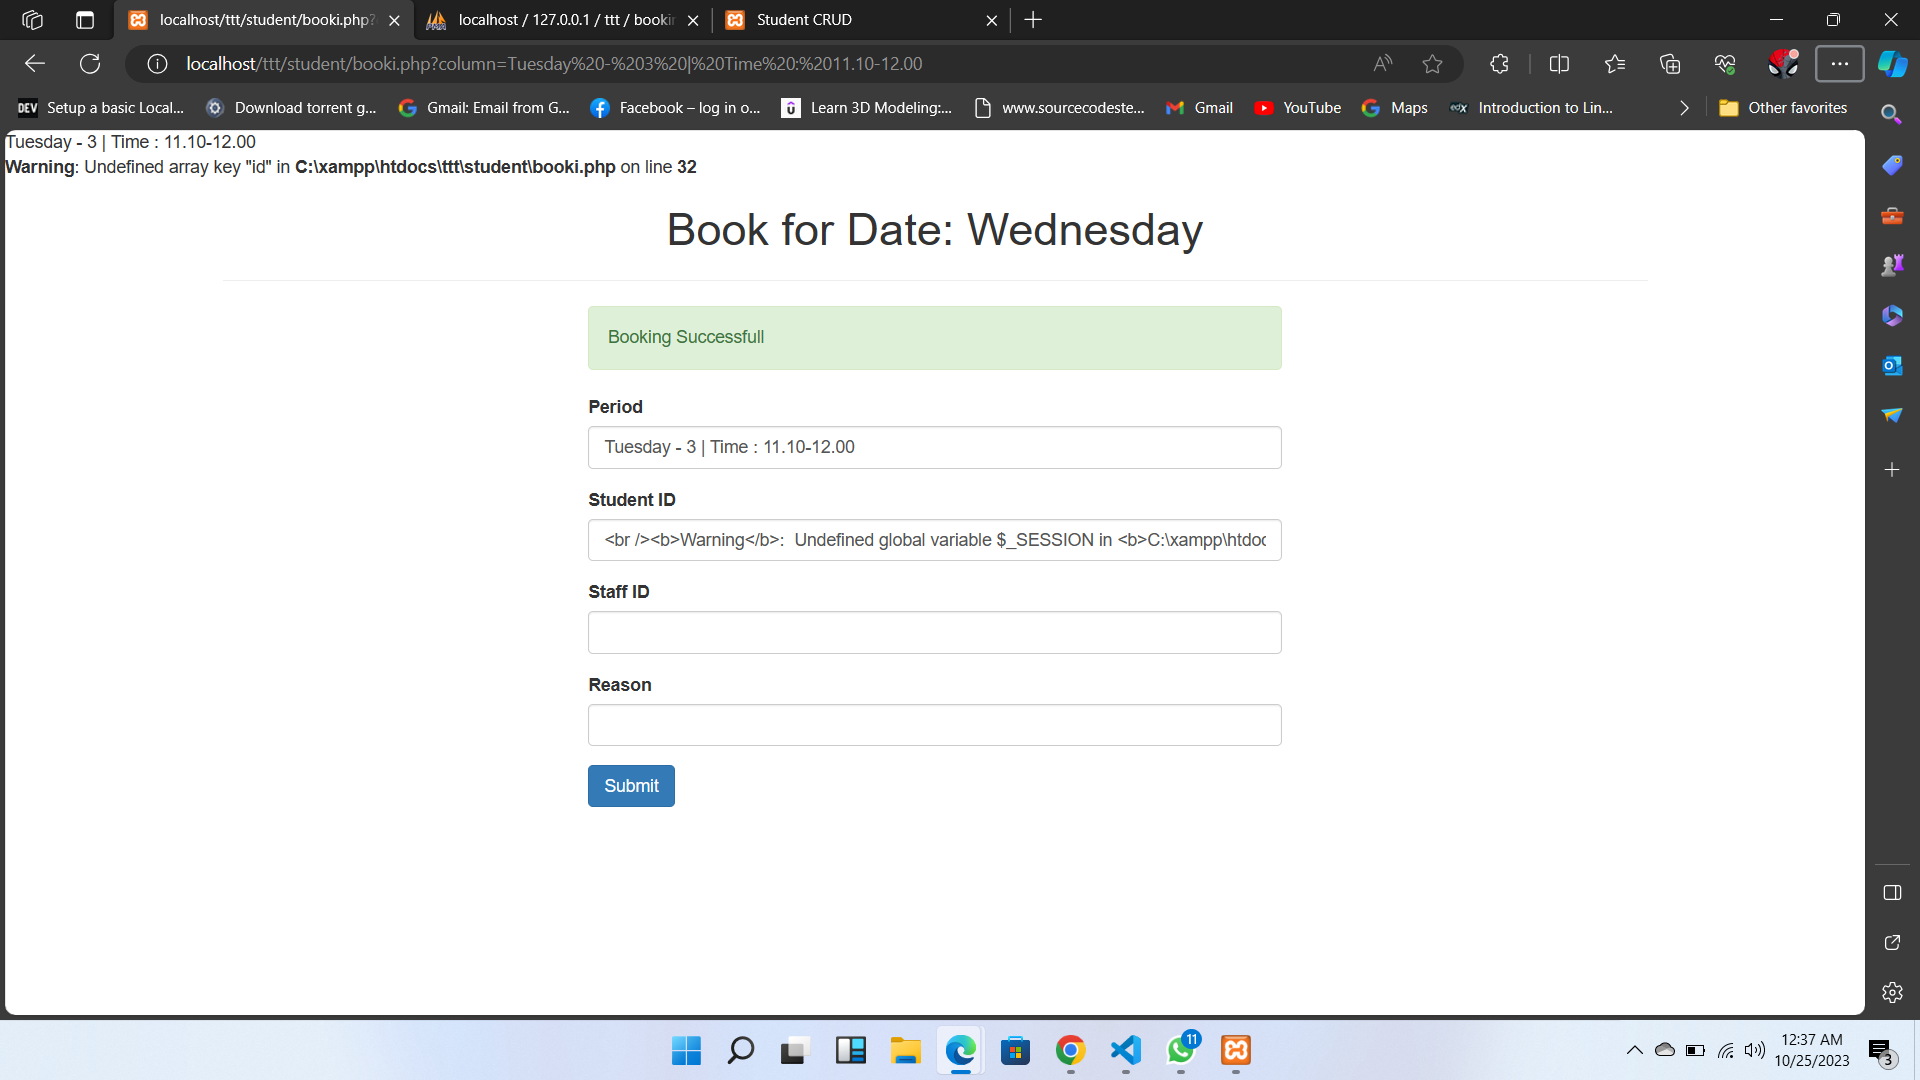 localhost/ttt/student/booki.php?
localhost / 127.0.0.1 / ttt / bookin
Student CRUD
localhost/ttt/student/booki.php?column=Tuesday%20-%203%20|%20Time%20:%2011.10-12.00
DEV Setup a basic Local...
Download torrent g...
Gmail: Email from G...
Facebook – log in o...
Learn 3D Modeling:...
www.sourcecodeste...
Gmail
YouTube
Maps
edx Introduction to Lin...
Other favorites
Tuesday - 3 | Time : 11.10-12.00
Warning: Undefined array key "id" in C:\xampp\htdocs\ttt\student\booki.php on line 32
Book for Date: Wednesday
Booking Successfull
Period
Tuesday - 3 | Time : 11.10-12.00
Student ID
<br /><b>Warning</b>:  Undefined global variable $_SESSION in <b>C:\xampp\htdoc
Staff ID
Reason
Submit
11
12:37 AM
10/25/2023
3